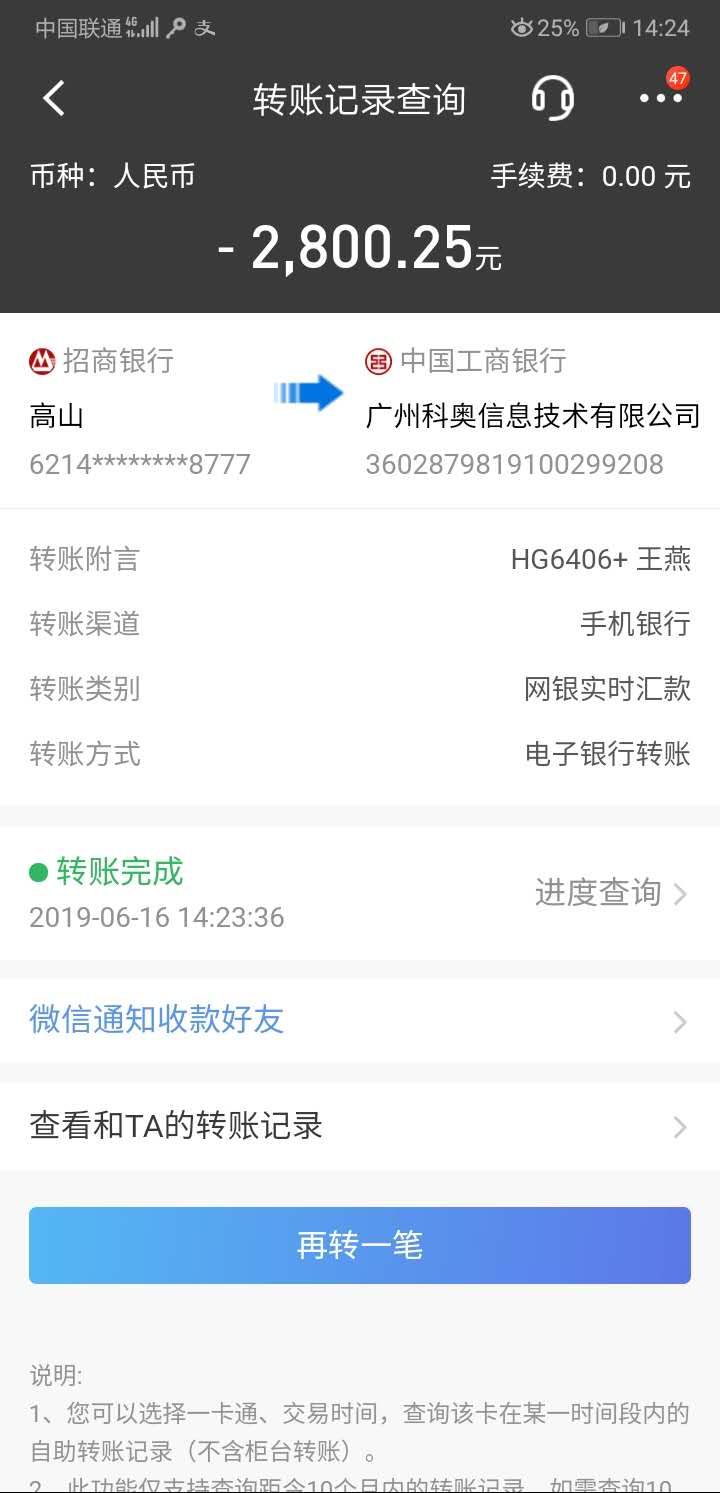 中国联通 4G 25% 14:24
转账记录查询 47
币种：人民币 手续费：0.00 元
- 2,800.25元
招商银行 中国工商银行
高山 广州科奥信息技术有限公司
6214********8777 3602879819100299208
转账附言 HG6406+ 王燕
转账渠道 手机银行
转账类别 网银实时汇款
转账方式 电子银行转账
转账完成
2019-06-16 14:23:36 进度查询
微信通知收款好友
查看和TA的转账记录
再转一笔
说明:
1、您可以选择一卡通、交易时间，查询该卡在某一时间段内的
自助转账记录（不含柜台转账）。
2、此功能仅支持查询距今10个月内的转账记录，如需查询10